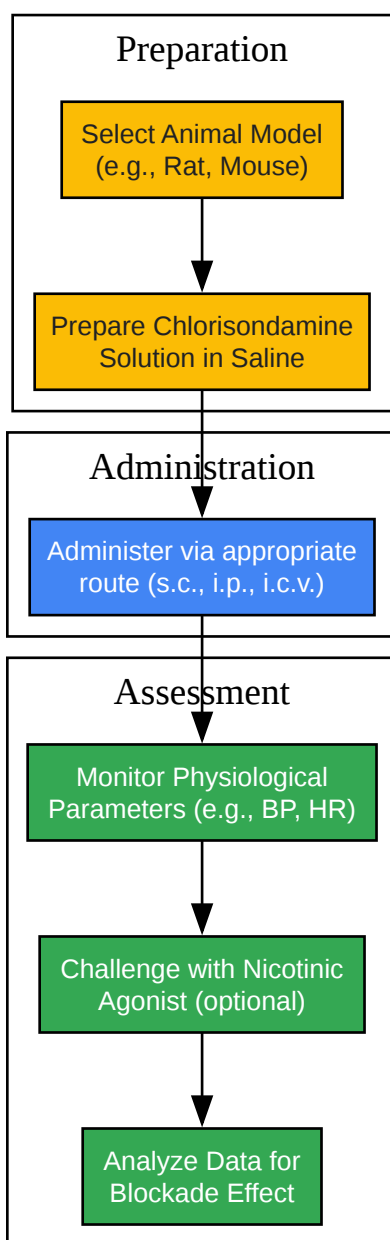 Preparation
Select Animal Model
(e.g., Rat, Mouse)
Prepare Chlorisondamine
Solution in Saline
Administration
Administer via appropriate
route (s.c., i.p., i.c.v.)
Assessment
Monitor Physiological
Parameters (e.g., BP, HR)
Challenge with Nicotinic
Agonist (optional)
Analyze Data for
Blockade Effect